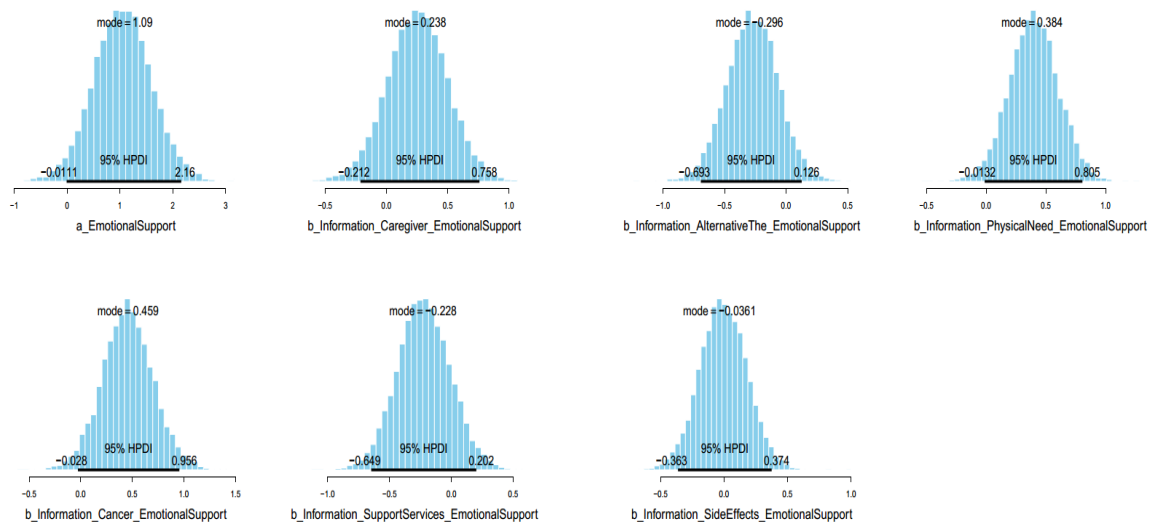 mode = 1.09
95% HPDI
−0.0111 2.16
−1 0 1 2 3
a_EmotionalSupport
mode = 0.238
95% HPDI
−0.212 0.758
−0.5 0.0 0.5 1.0
b_Information_Caregiver_EmotionalSupport
mode = −0.296
95% HPDI
−0.693 0.126
−1.0 −0.5 0.0 0.5
b_Information_AlternativeThe_EmotionalSupport
mode = 0.384
95% HPDI
−0.0132 0.805
−0.5 0.0 0.5 1.0
b_Information_PhysicalNeed_EmotionalSupport
mode = 0.459
95% HPDI
−0.028 0.956
−0.5 0.0 0.5 1.0 1.5
b_Information_Cancer_EmotionalSupport
mode = −0.228
95% HPDI
−0.649 0.202
−1.0 −0.5 0.0 0.5
b_Information_SupportServices_EmotionalSupport
mode = −0.0361
95% HPDI
−0.363 0.374
−0.5 0.0 0.5 1.0
b_Information_SideEffects_EmotionalSupport